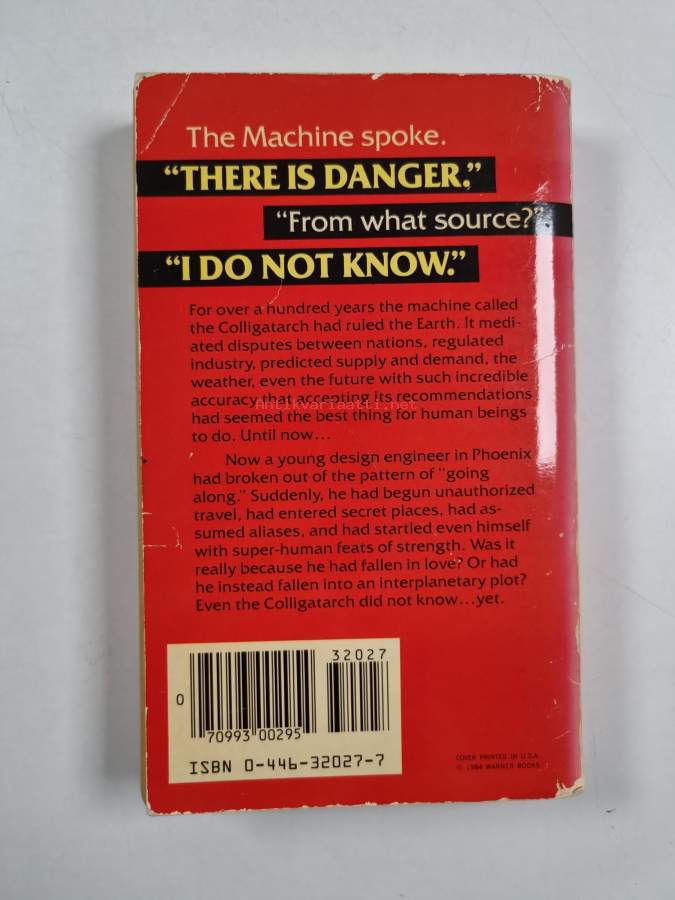 The Machine spoke.
“THERE IS DANGER.”
“From what source?”
“I DO NOT KNOW.”
For over a hundred years the machine called
the Colligatarch had ruled the Earth. It medi-
ated disputes between nations, regulated
industry, predicted supply and demand, the
weather, even the future with such incredible
accuracy that accepting its recommendations
Antikvariaatti.net
had seemed the best thing for human beings
to do. Until now...
Now a young design engineer in Phoenix
had broken out of the pattern of “going
along.” Suddenly, he had begun unauthorized
travel, had entered secret places, had as-
sumed aliases, and had startled even himself
with super-human feats of strength. Was it
really because he had fallen in love? Or had
he instead fallen into an interplanetary plot?
Even the Colligatarch did not know...yet.
32027
0
70993 00295
ISBN 0-446-32027-7
COVER PRINTED IN U.S.A.
© 1984 WARNER BOOKS